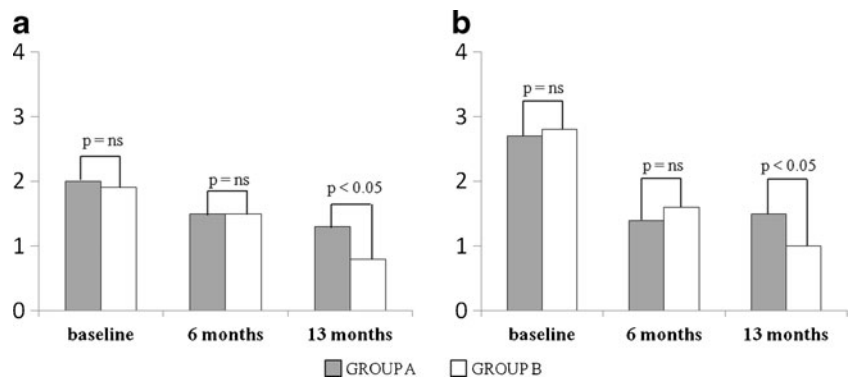 a
4
3
2
1
0
p = ns
p = ns
p < 0.05
baseline
6 months
13 months
b
4
3
2
1
0
p = ns
p = ns
p < 0.05
baseline
6 months
13 months
GROUP A
GROUP B